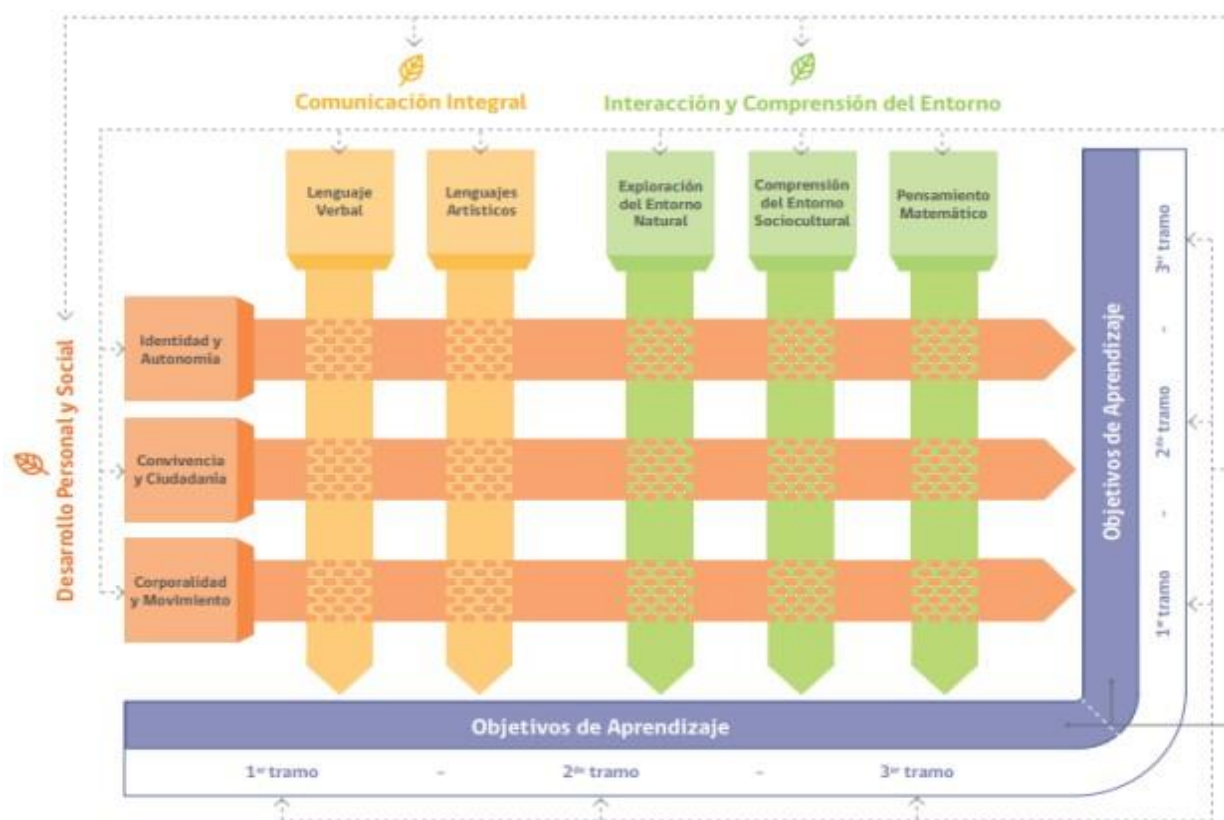 Comunicación Integral
Interacción y Comprensión del Entorno
Lenguaje
Verbal
Lenguajes
Artísticos
Exploración
del Entorno
Natural
Comprensión
del Entorno
Sociocultural
Pensamiento
Matemático
Desarrollo Personal y Social
Identidad y
Autonomía
Convivencia
y Ciudadanía
Corporalidad
y Movimiento
Objetivos de Aprendizaje
3er tramo
–
2do tramo
–
1er tramo
Objetivos de Aprendizaje
1er tramo – 2do tramo – 3er tramo